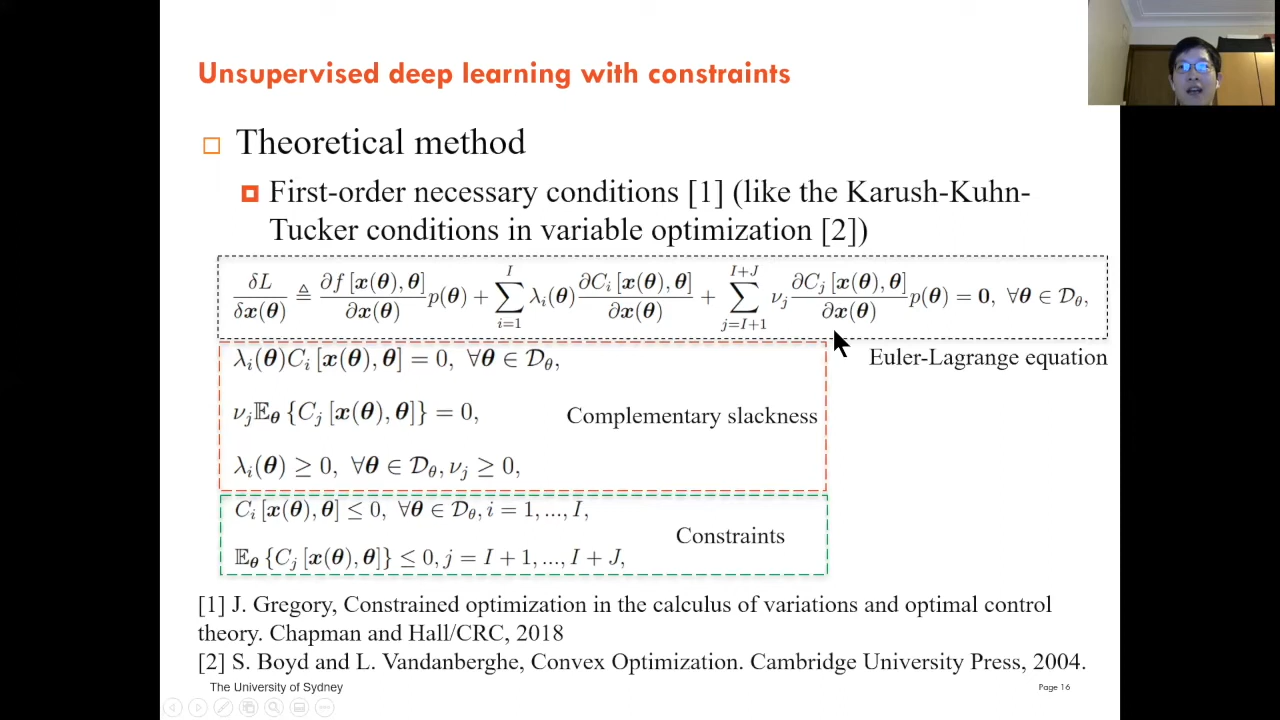 Unsupervised deep learning with constraints
Theoretical method
First-order necessary conditions [1] (like the Karush-Kuhn-
Tucker conditions in variable optimization [2])
δL/δ𝒙(𝜽) ≜ ∂f[𝒙(𝜽),𝜽]/∂𝒙(𝜽) p(𝜽) + ∑_{i=1}^{I} λ_i(𝜽) ∂C_i[𝒙(𝜽),𝜽]/∂𝒙(𝜽) + ∑_{j=I+1}^{I+J} ν_j ∂C_j[𝒙(𝜽),𝜽]/∂𝒙(𝜽) p(𝜽) = 𝟎, ∀𝜽 ∈ 𝒟_θ,
Euler-Lagrange equation
λ_i(𝜽)C_i[𝒙(𝜽),𝜽] = 0, ∀𝜽 ∈ 𝒟_θ,
ν_j𝔼_𝜽{C_j[𝒙(𝜽),𝜽]} = 0,
Complementary slackness
λ_i(𝜽) ≥ 0, ∀𝜽 ∈ 𝒟_θ, ν_j ≥ 0,
C_i[𝒙(𝜽),𝜽] ≤ 0, ∀𝜽 ∈ 𝒟_θ, i = 1, ..., I,
Constraints
𝔼_𝜽{C_j[𝒙(𝜽),𝜽]} ≤ 0, j = I + 1, ..., I + J,
[1] J. Gregory, Constrained optimization in the calculus of variations and optimal control
theory. Chapman and Hall/CRC, 2018
[2] S. Boyd and L. Vandanberghe, Convex Optimization. Cambridge University Press, 2004.
The University of Sydney
Page 16